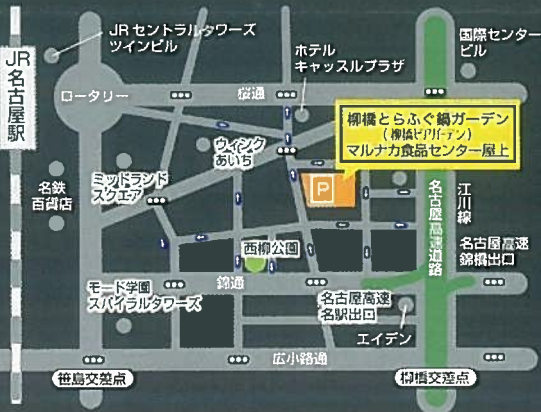 JRセントラルタワーズ
ツインビル
国際センター
ビル
ホテル
キャッスルプラザ
JR名古屋駅
ロータリー
桜通
柳橋とらふぐ鍋ガーデン
（柳橋ビアガーデン）
マルナカ食品センター屋上
ウィンク
あいち
ミッドランド
スクエア
名鉄
百貨店
P
名古屋高速道路
江川線
西柳公園
名古屋高速
錦橋出口
モード学園
スパイラルタワーズ
錦通
名古屋高速
名駅出口
エイデン
広小路通
笹島交差点
柳橋交差点